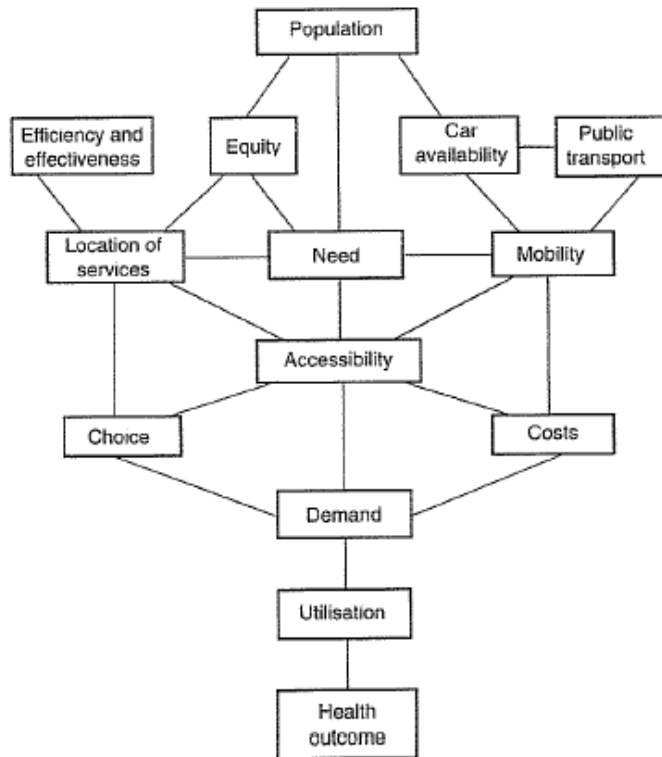 Population
Efficiency and
effectiveness
Equity
Car
availability
Public
transport
Location of
services
Need
Mobility
Accessibility
Choice
Costs
Demand
Utilisation
Health
outcome